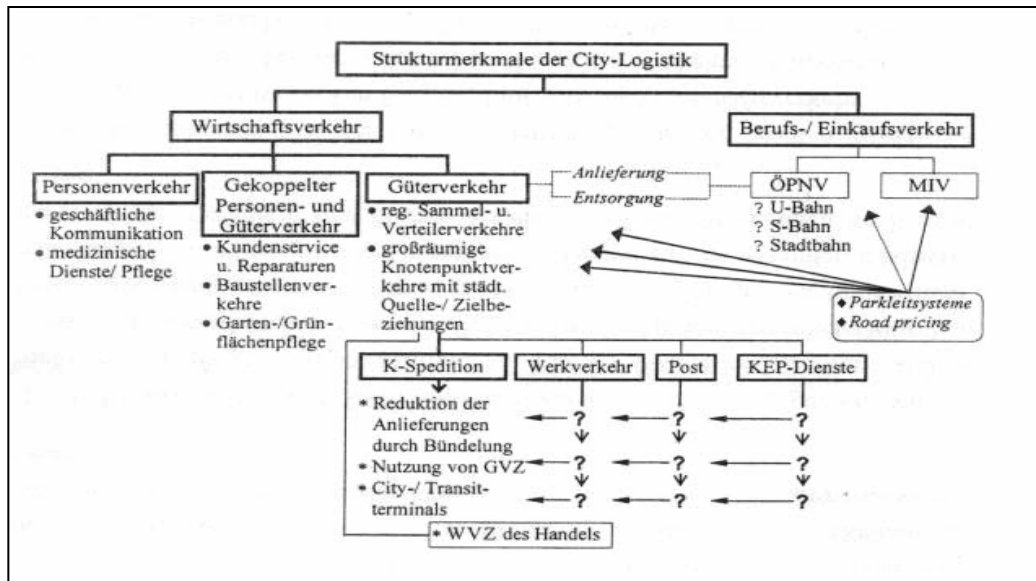 Strukturmerkmale der City-Logistik
Wirtschaftsverkehr
Berufs-/ Einkaufsverkehr
Personenverkehr
● geschäftliche
Kommunikation
● medizinische
Dienste/ Pflege
Gekoppelter
Personen- und
Güterverkehr
● Kundenservice
u. Reparaturen
● Baustellenver-
kehre
● Garten-/Grün-
flächenpflege
Güterverkehr
● reg. Sammel- u.
Verteilerverkehre
● großräumige
Knotenpunktver-
kehre mit städt.
Quelle-/ Zielbe-
ziehungen
Anlieferung
Entsorgung
ÖPNV
? U-Bahn
? S-Bahn
? Stadtbahn
MIV
◆ Parkleitsysteme
◆ Road pricing
K-Spedition
Werkverkehr
Post
KEP-Dienste
* Reduktion der
Anlieferungen
durch Bündelung
* Nutzung von GVZ
* City-/ Transit-
terminals
? ? ?
? ? ?
? ? ?
* WVZ des Handels